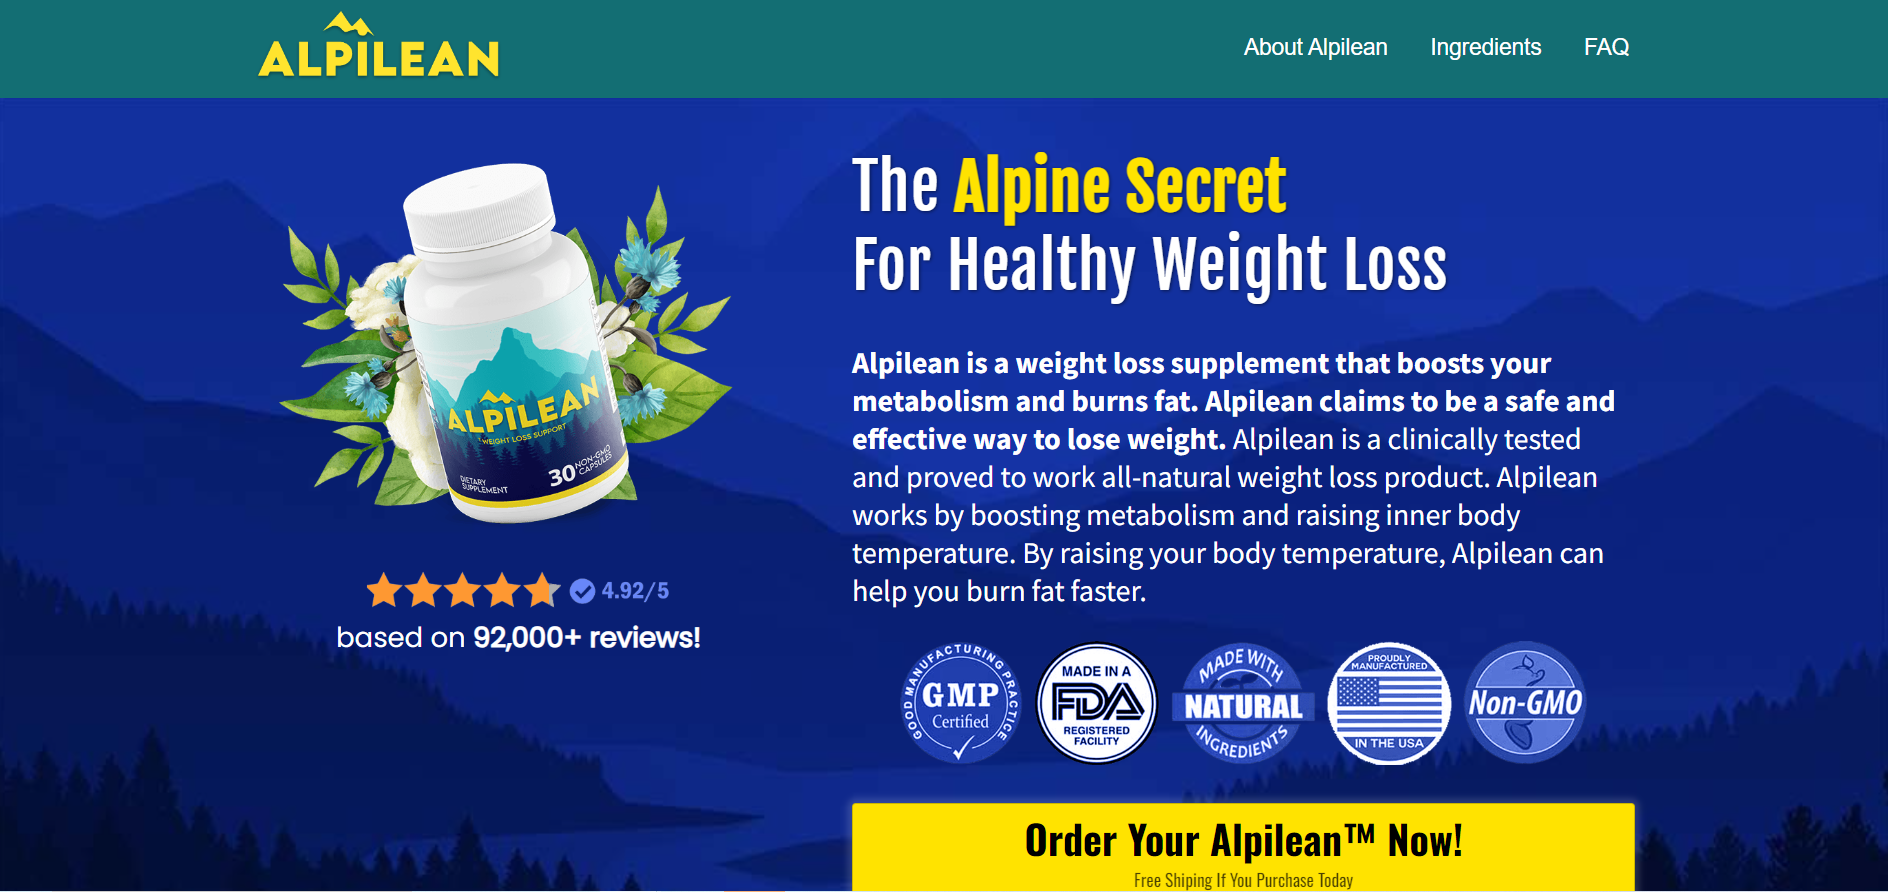 ALPILEAN
About Alpilean
Ingredients
FAQ
The Alpine Secret
For Healthy Weight Loss
ALPILEAN
WEIGHT LOSS SUPPORT
DIETARY
SUPPLEMENT
30 NON-GMO
CAPSULES
4.92/5
based on 92,000+ reviews!
Alpilean is a weight loss supplement that boosts your
metabolism and burns fat. Alpilean claims to be a safe and
effective way to lose weight. Alpilean is a clinically tested
and proved to work all-natural weight loss product. Alpilean
works by boosting metabolism and raising inner body
temperature. By raising your body temperature, Alpilean can
help you burn fat faster.
GOOD MANUFACTURING PRACTICE
GMP
Certified
MADE IN A
FDA
REGISTERED
FACILITY
MADE WITH
NATURAL
INGREDIENTS
PROUDLY
MANUFACTURED
IN THE USA
Non-GMO
Order Your Alpilean™ Now!
Free Shiping If You Purchase Today